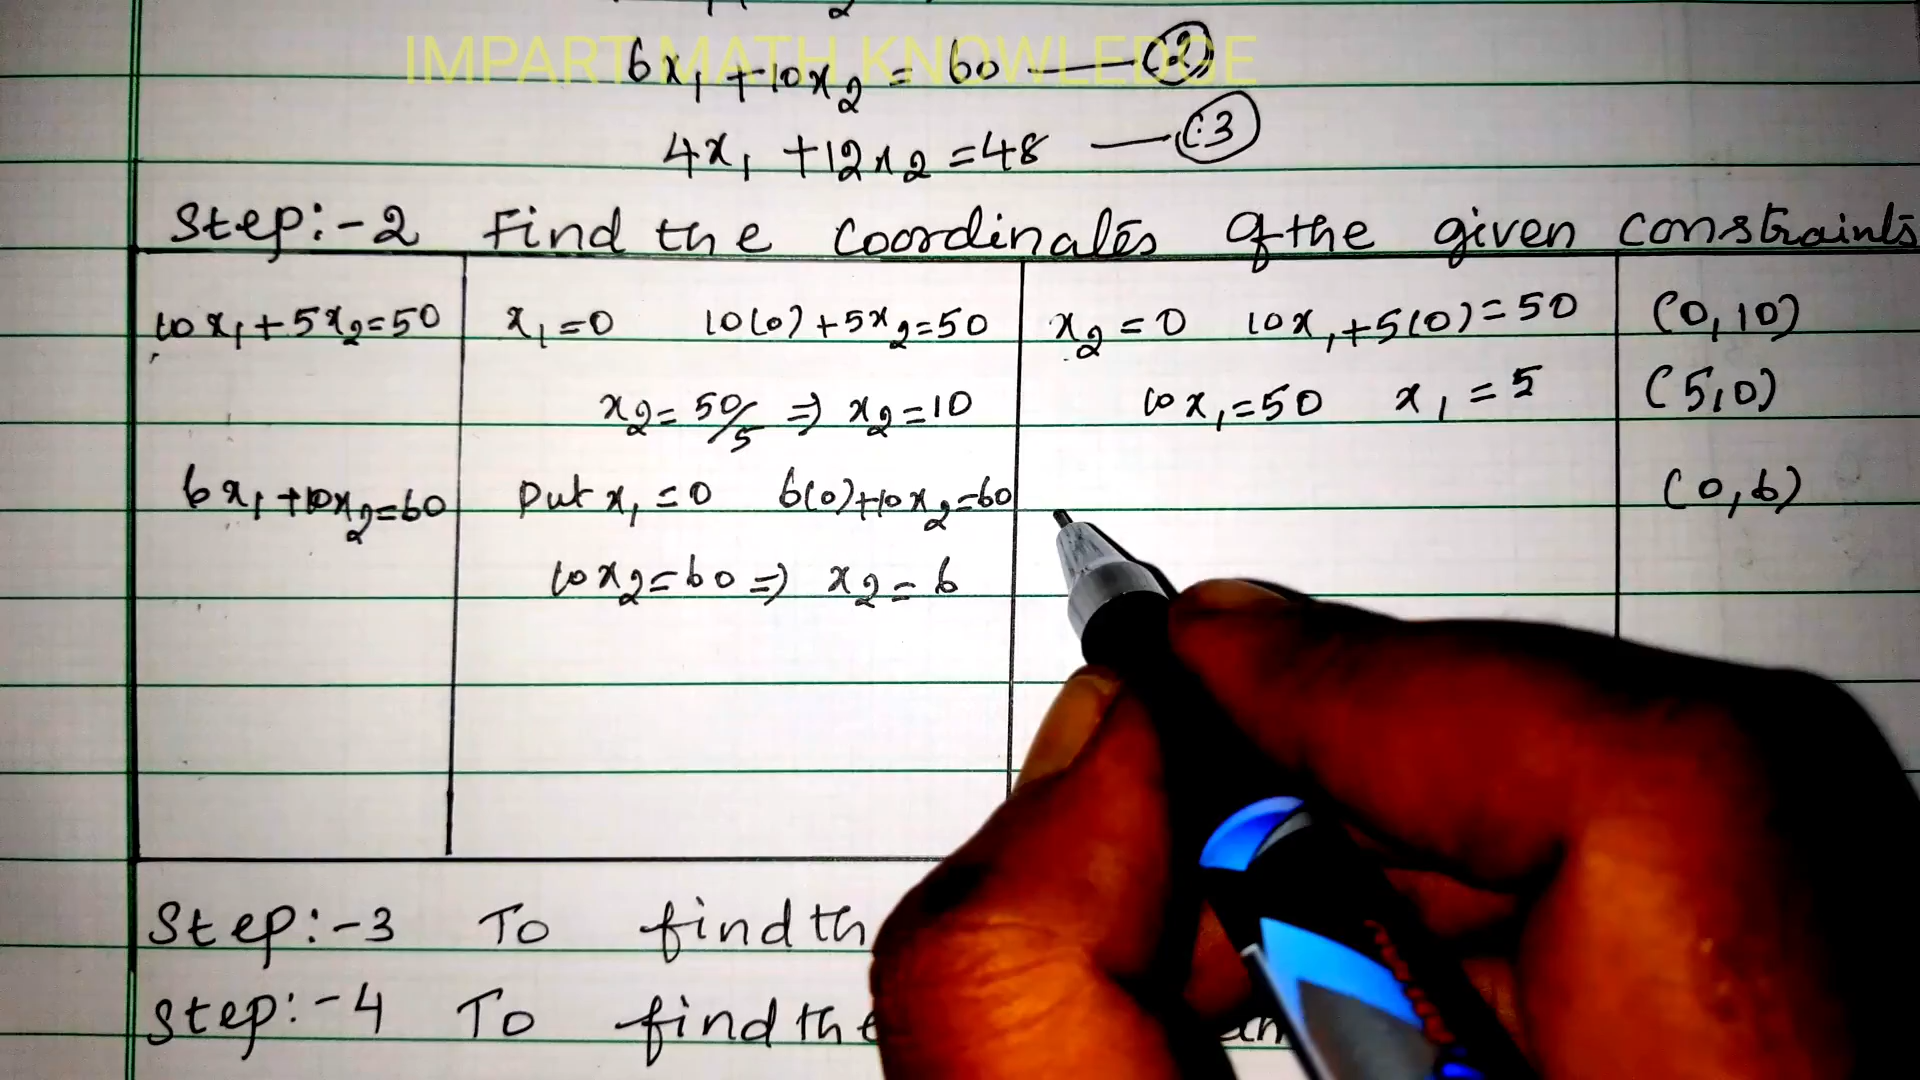 IMPART MATH KNOWLEDGE
6x₁ + 10x₂ = 60 —— (2)
4x₁ + 12x₂ = 48 —— (3)
Step:-2 Find the coordinates of the given constraints
10x₁ + 5x₂ = 50 x₁ = 0 10(0) + 5x₂ = 50 x₂ = 0 10x₁ + 5(0) = 50 (0,10)
x₂ = 50/5 ⇒ x₂ = 10 10x₁ = 50 x₁ = 5 (5,0)
6x₁ + 10x₂ = 60 Put x₁ = 0 6(0) + 10x₂ = 60 (0,6)
10x₂ = 60 ⇒ x₂ = 6
Step:-3 To find th
Step:-4 To find the